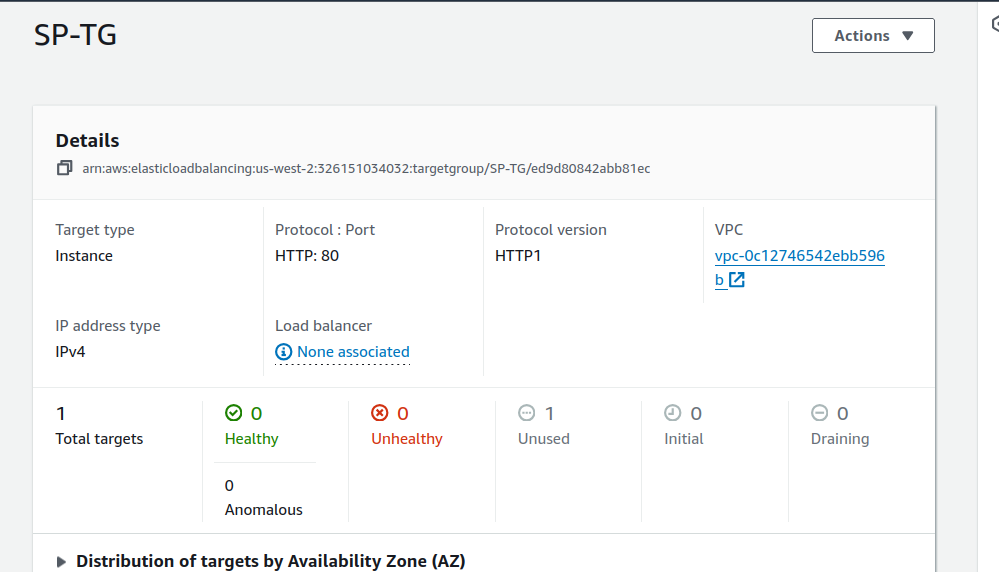 SP-TG
Actions
Details
arn:aws:elasticloadbalancing:us-west-2:326151034032:targetgroup/SP-TG/ed9d80842abb81ec
Target type
Instance
Protocol : Port
HTTP: 80
Protocol version
HTTP1
VPC
vpc-0c12746542ebb596
b
IP address type
IPv4
Load balancer
None associated
1
Total targets
0
Healthy
0
Anomalous
0
Unhealthy
1
Unused
0
Initial
0
Draining
Distribution of targets by Availability Zone (AZ)